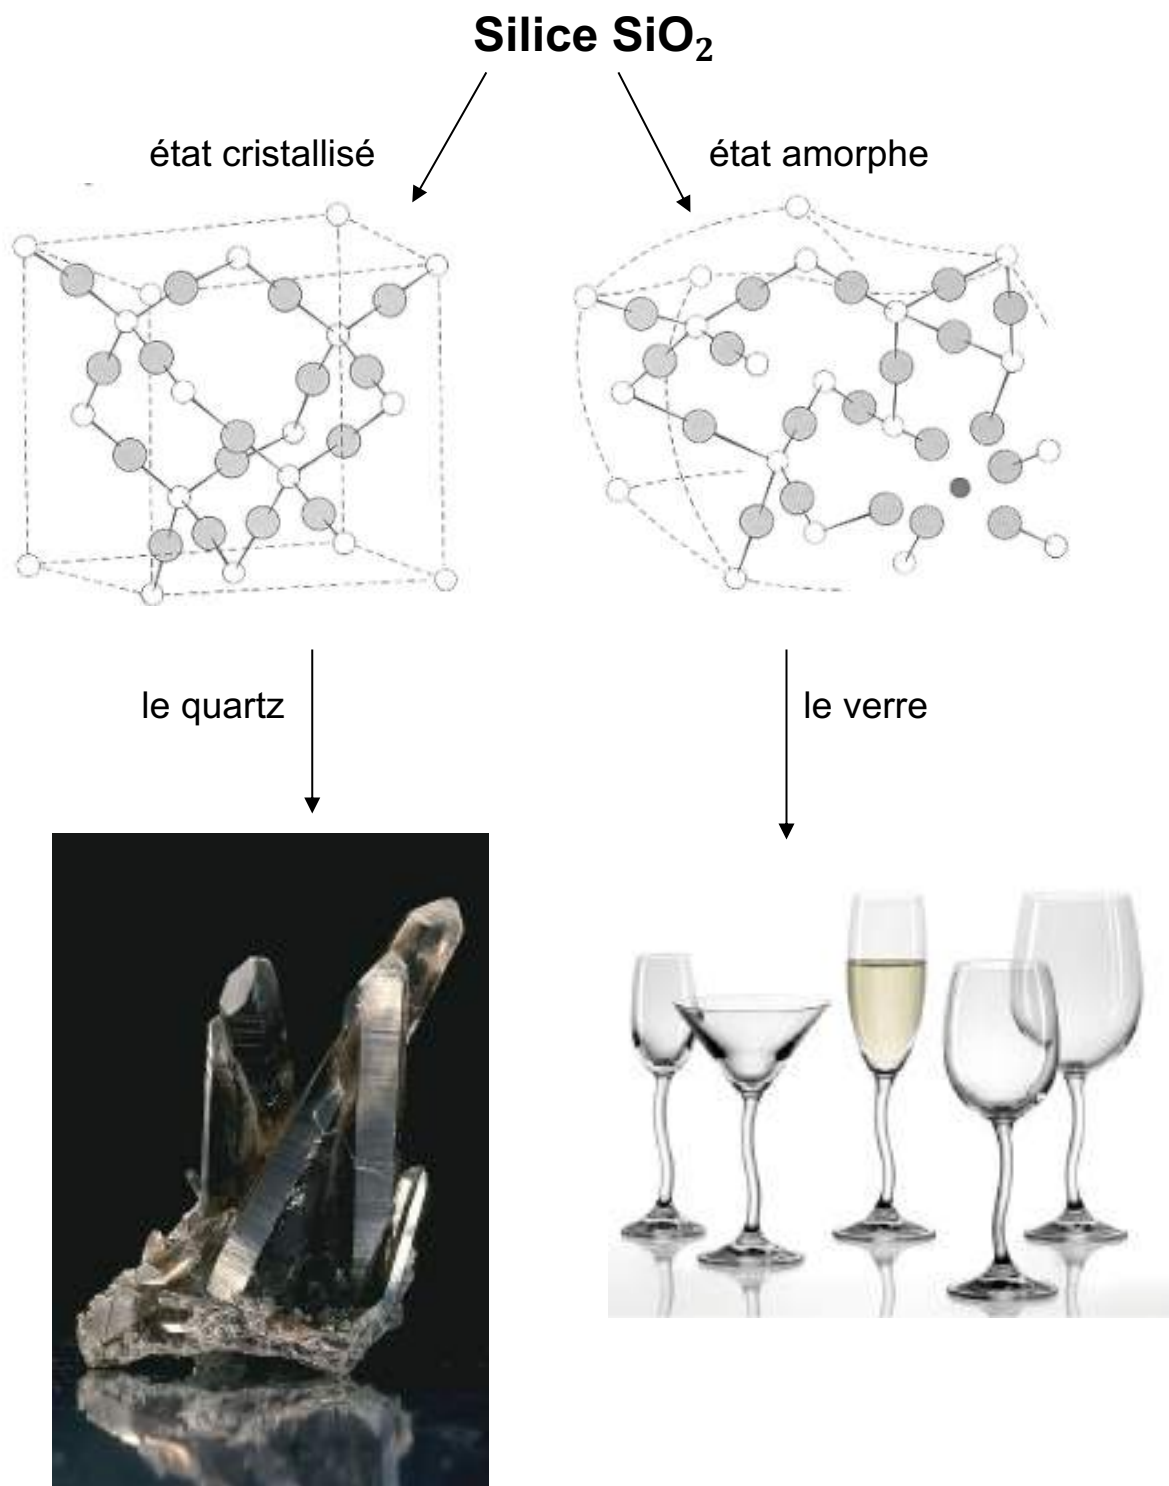 Silice SiO₂
état cristallisé
état amorphe
le quartz
le verre